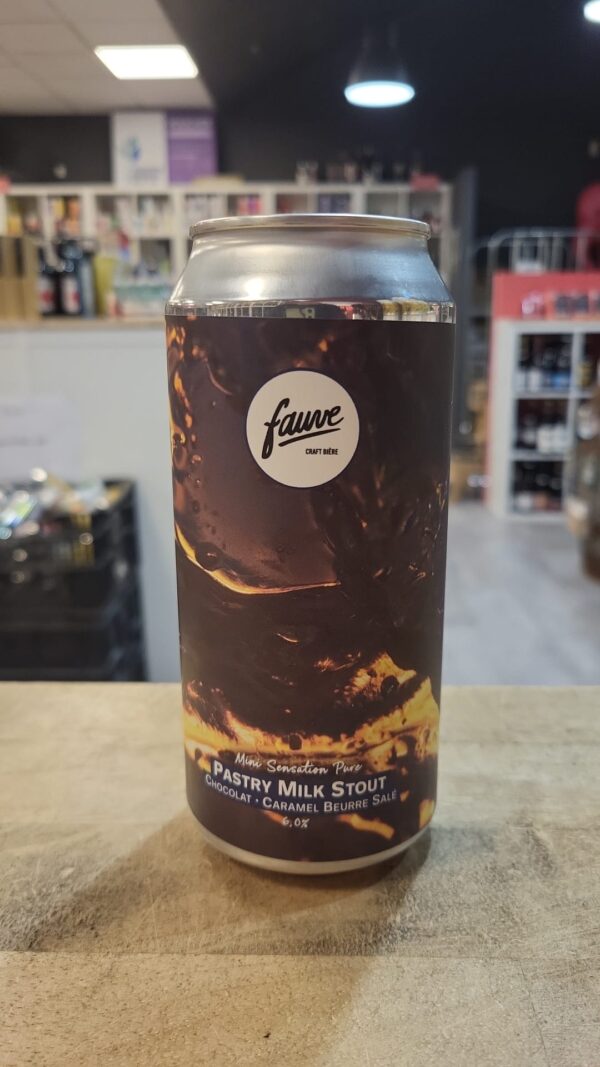 fauve
CRAFT BIÈRE
Mini Sensation Pure
PASTRY MILK STOUT
CHOCOLAT • CARAMEL BEURRE SALÉ
6,0%